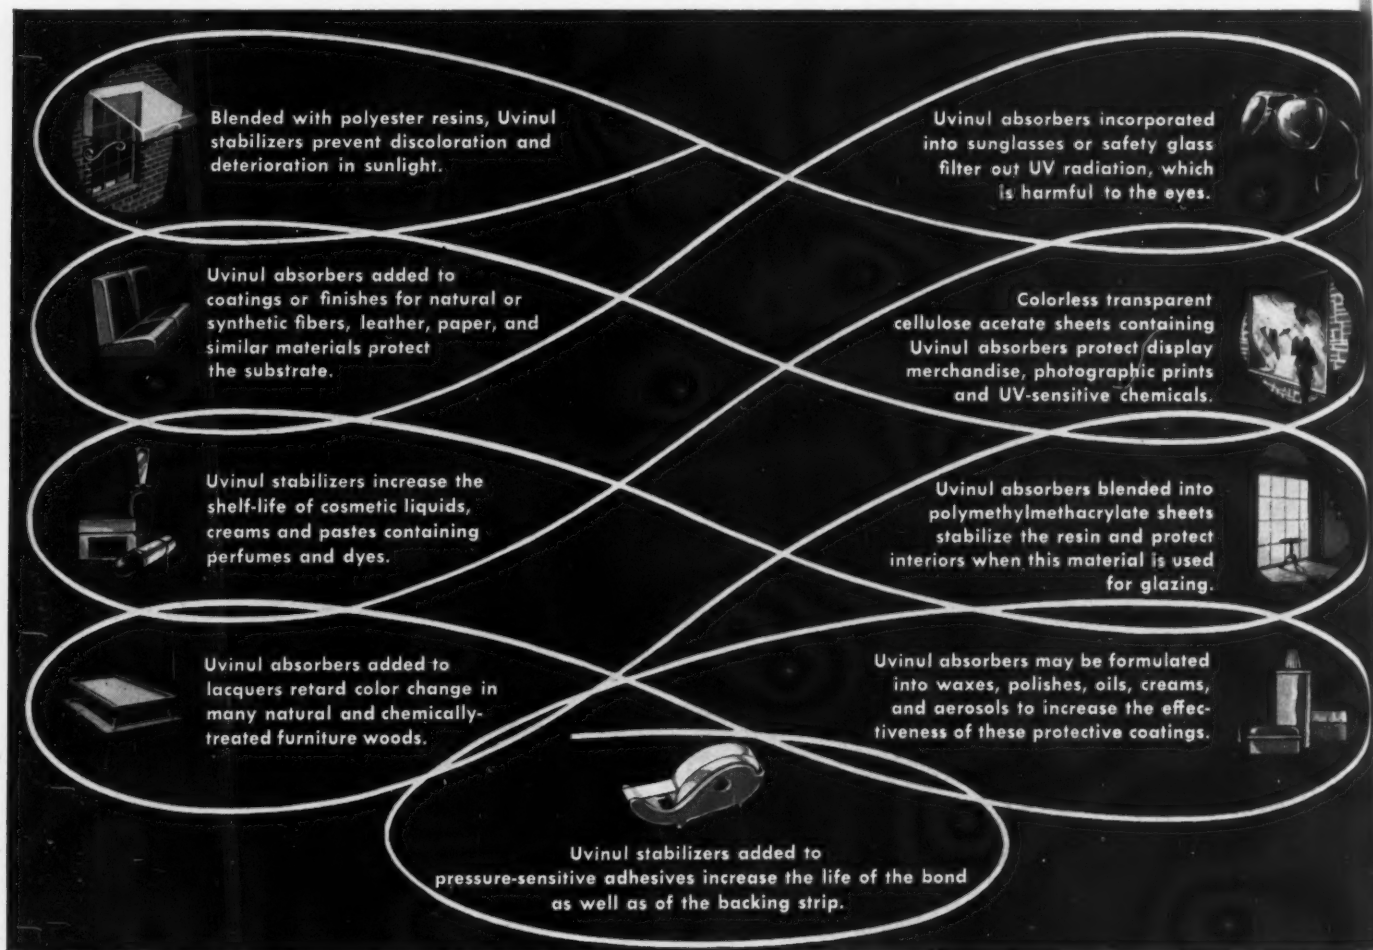 Blended with polyester resins, Uvinul
stabilizers prevent discoloration and
deterioration in sunlight.
Uvinul absorbers incorporated
into sunglasses or safety glass
filter out UV radiation, which
is harmful to the eyes.
Uvinul absorbers added to
coatings or finishes for natural or
synthetic fibers, leather, paper, and
similar materials protect
the substrate.
Colorless transparent
cellulose acetate sheets containing
Uvinul absorbers protect display
merchandise, photographic prints
and UV-sensitive chemicals.
Uvinul stabilizers increase the
shelf-life of cosmetic liquids,
creams and pastes containing
perfumes and dyes.
Uvinul absorbers blended into
polymethylmethacrylate sheets
stabilize the resin and protect
interiors when this material is used
for glazing.
Uvinul absorbers added to
lacquers retard color change in
many natural and chemically-
treated furniture woods.
Uvinul absorbers may be formulated
into waxes, polishes, oils, creams,
and aerosols to increase the effec-
tiveness of these protective coatings.
Uvinul stabilizers added to
pressure-sensitive adhesives increase the life of the bond
as well as of the backing strip.